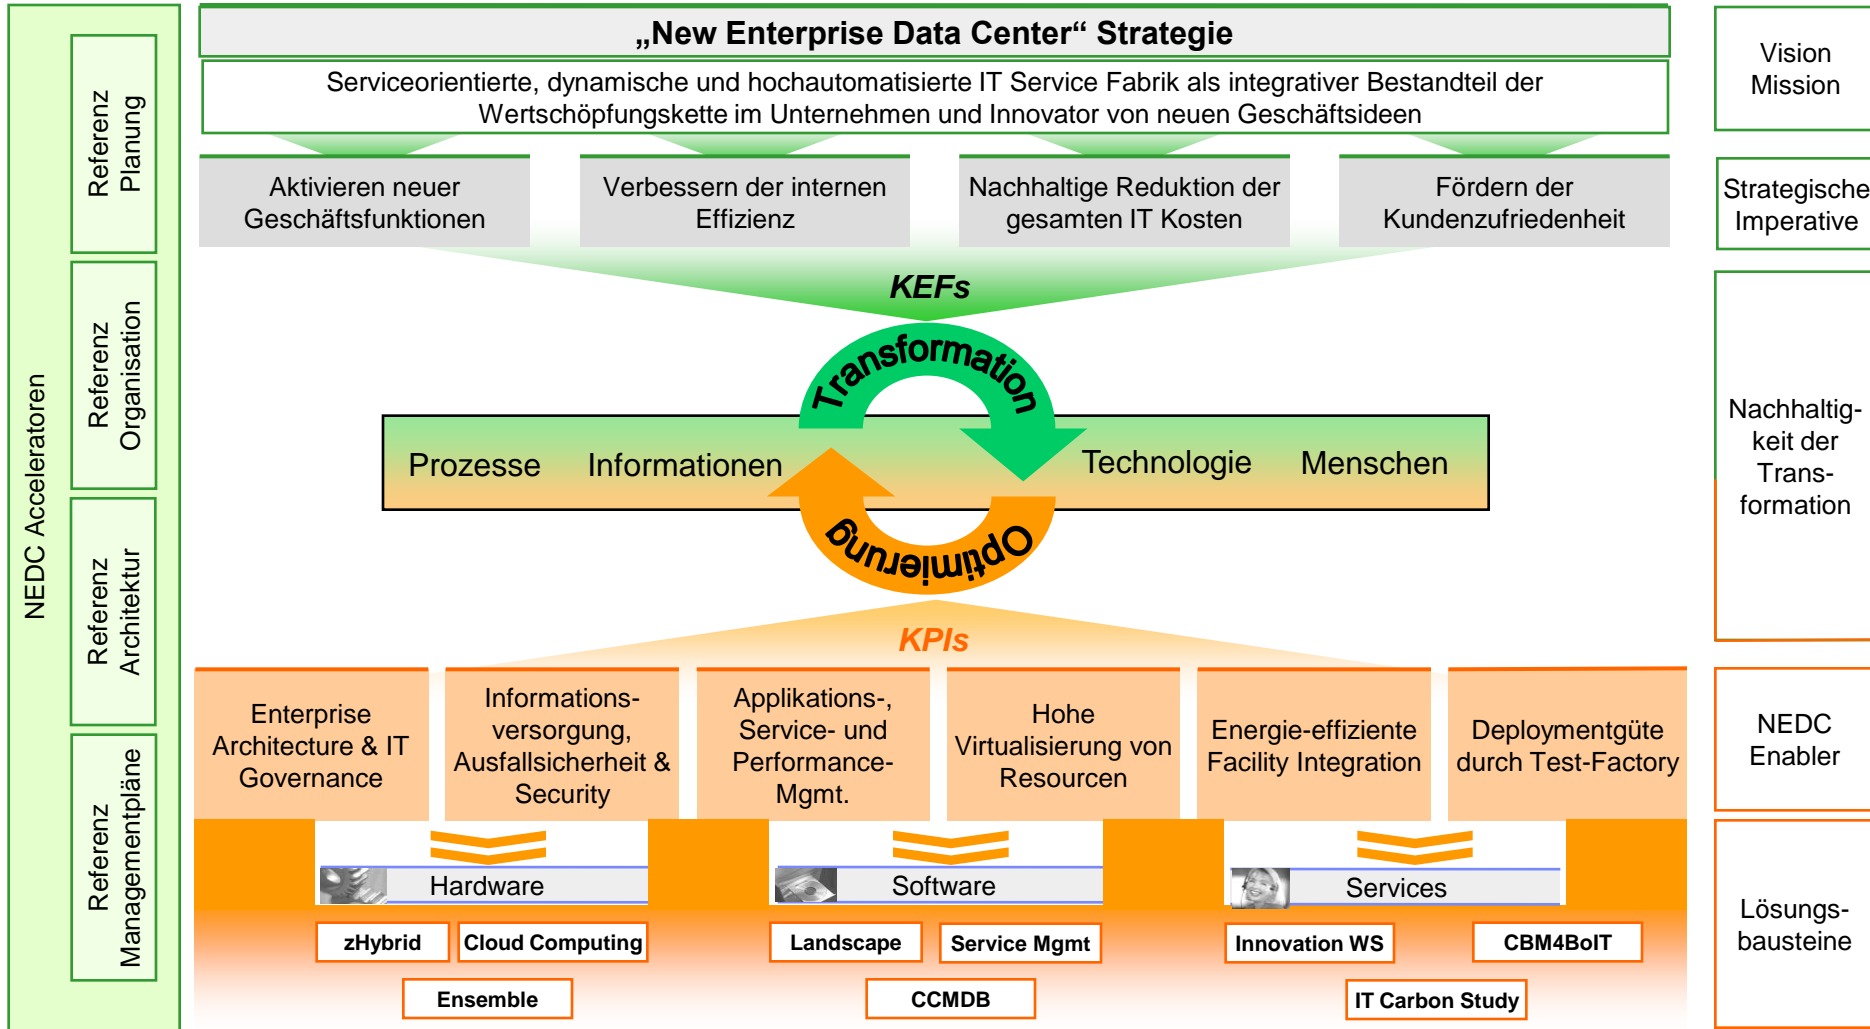 „New Enterprise Data Center“ Strategie
Serviceorientierte, dynamische und hochautomatisierte IT Service Fabrik als integrativer Bestandteil der
Wertschöpfungskette im Unternehmen und Innovator von neuen Geschäftsideen
Vision
Mission
Aktivieren neuer
Geschäftsfunktionen
Verbessern der internen
Effizienz
Nachhaltige Reduktion der
gesamten IT Kosten
Fördern der
Kundenzufriedenheit
Strategische
Imperative
NEDC Acceleratoren
Referenz
Planung
Referenz
Organisation
Referenz
Architektur
Referenz
Managementpläne
KEFs
Transformation
Prozesse
Informationen
Technologie
Menschen
Optimierung
KPIs
Nachhaltig-
keit der
Trans-
formation
Enterprise
Architecture & IT
Governance
Informations-
versorgung,
Ausfallsicherheit &
Security
Applikations-,
Service- und
Performance-
Mgmt.
Hohe
Virtualisierung von
Resourcen
Energie-effiziente
Facility Integration
Deploymentgüte
durch Test-Factory
NEDC
Enabler
Hardware
Software
Services
zHybrid
Cloud Computing
Ensemble
Landscape
Service Mgmt
CCMDB
Innovation WS
CBM4BoIT
IT Carbon Study
Lösungs-
bausteine